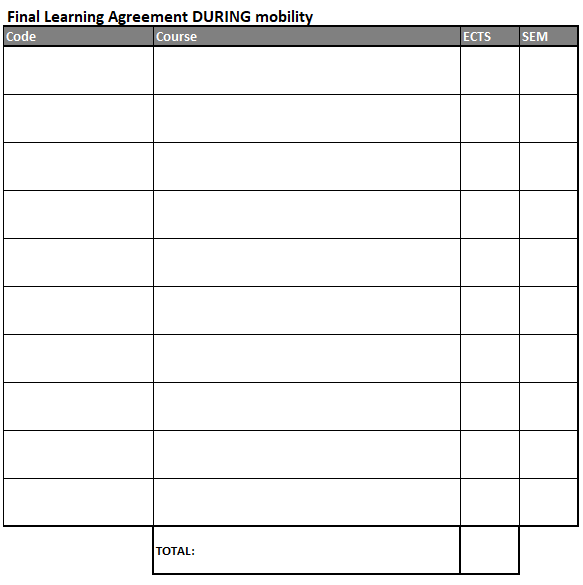 Final Learning Agreement DURING mobility
Code Course ECTS SEM
TOTAL: